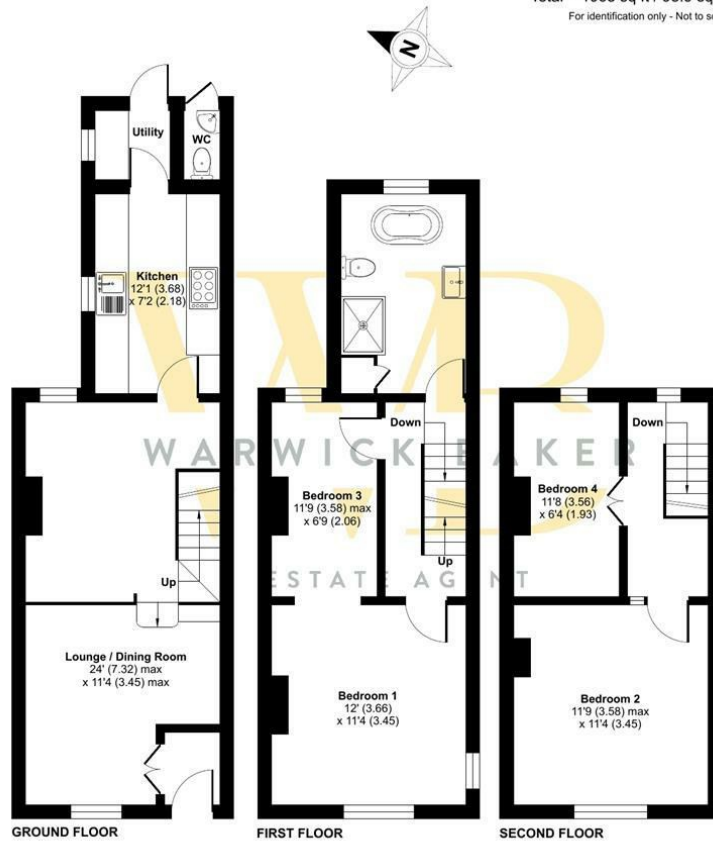 For identification only - Not to
N
Utility
WC
Kitchen
12'1 (3.68)
x 7'2 (2.18)
WARWICK BAKER
ESTATE AGENT
Up
Lounge / Dining Room
24' (7.32) max
x 11'4 (3.45) max
GROUND FLOOR
Down
Bedroom 3
11'9 (3.58) max
x 6'9 (2.06)
Up
Bedroom 1
12' (3.66)
x 11'4 (3.45)
FIRST FLOOR
Down
Bedroom 4
11'8 (3.56)
x 6'4 (1.93)
Bedroom 2
11'9 (3.58) max
x 11'4 (3.45)
SECOND FLOOR